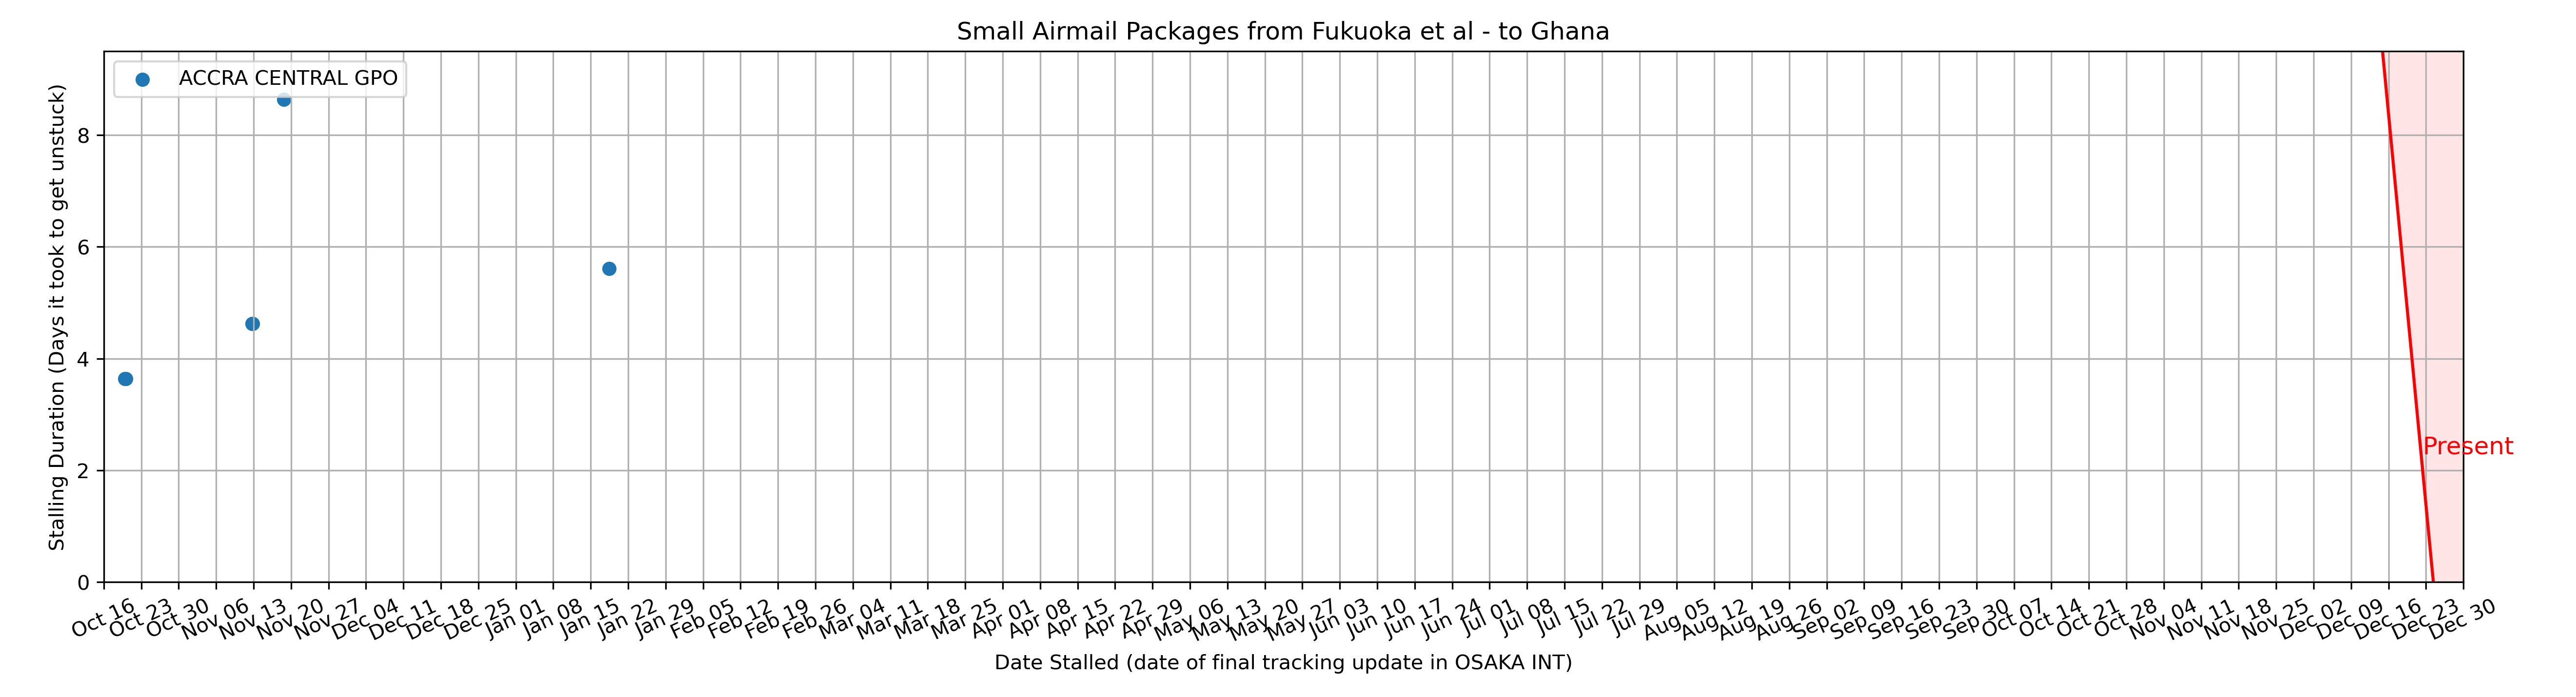 Small Airmail Packages from Fukuoka et al - to Ghana
ACCRA CENTRAL GPO
Stalling Duration (Days it took to get unstuck)
8
6
4
2
0
Present
Oct 16
Oct 23
Oct 30
Nov 06
Nov 13
Nov 20
Nov 27
Dec 04
Dec 11
Dec 18
Dec 25
Jan 01
Jan 08
Jan 15
Jan 22
Jan 29
Feb 05
Feb 12
Feb 19
Feb 26
Mar 04
Mar 11
Mar 18
Mar 25
Apr 01
Apr 08
Apr 15
Apr 22
Apr 29
May 06
May 13
May 20
May 27
Jun 03
Jun 10
Jun 17
Jun 24
Jul 01
Jul 08
Jul 15
Jul 22
Jul 29
Aug 05
Aug 12
Aug 19
Aug 26
Sep 02
Sep 09
Sep 16
Sep 23
Sep 30
Oct 07
Oct 14
Oct 21
Oct 28
Nov 04
Nov 11
Nov 18
Nov 25
Dec 02
Dec 09
Dec 16
Dec 23
Dec 30
Date Stalled (date of final tracking update in OSAKA INT)